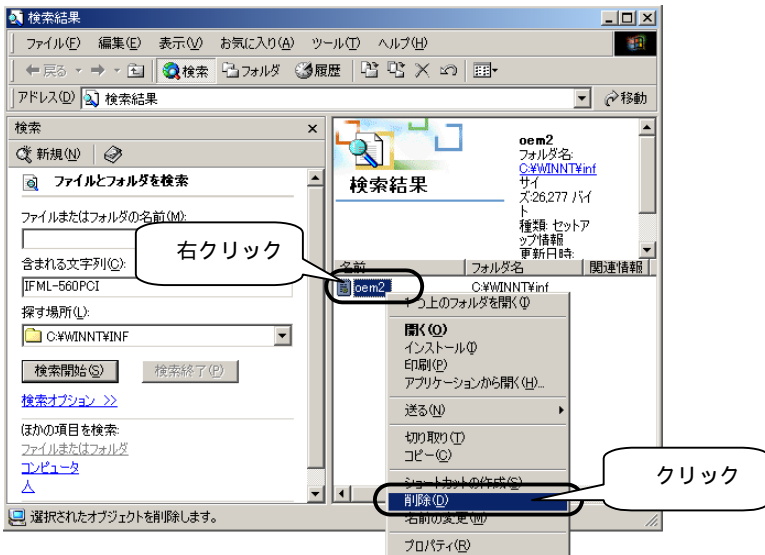 検索結果
ファイル(F) 編集(E) 表示(V) お気に入り(A) ツール(T) ヘルプ(H)
戻る 検索 フォルダ 履歴
アドレス(D) 検索結果 移動
検索
新規(N)
ファイルとフォルダを検索
ファイルまたはフォルダの名前(M):
含まれる文字列(C):
IFML-560PCI
探す場所(L):
C:¥WINNT¥INF
検索開始(S) 検索終了(P)
検索オプション >>
ほかの項目を検索:
ファイルまたはフォルダ
コンピュータ
人
検索結果
oem2
フォルダ名:
C:¥WINNT¥inf
サイ
ズ:26,277 バイ
ト
種類: セットア
ップ情報
更新日時:
名前 フォルダ名 関連情報
oem2 C:¥WINNT¥inf
右クリック
1つ上のフォルダを開く(I)
開く(O)
インストール(I)
印刷(P)
アプリケーションから開く(H)...
送る(N)
切り取り(T)
コピー(C)
ショートカットの作成(S)
削除(D)
名前の変更(M)
プロパティ(R)
クリック
選択されたオブジェクトを削除します。